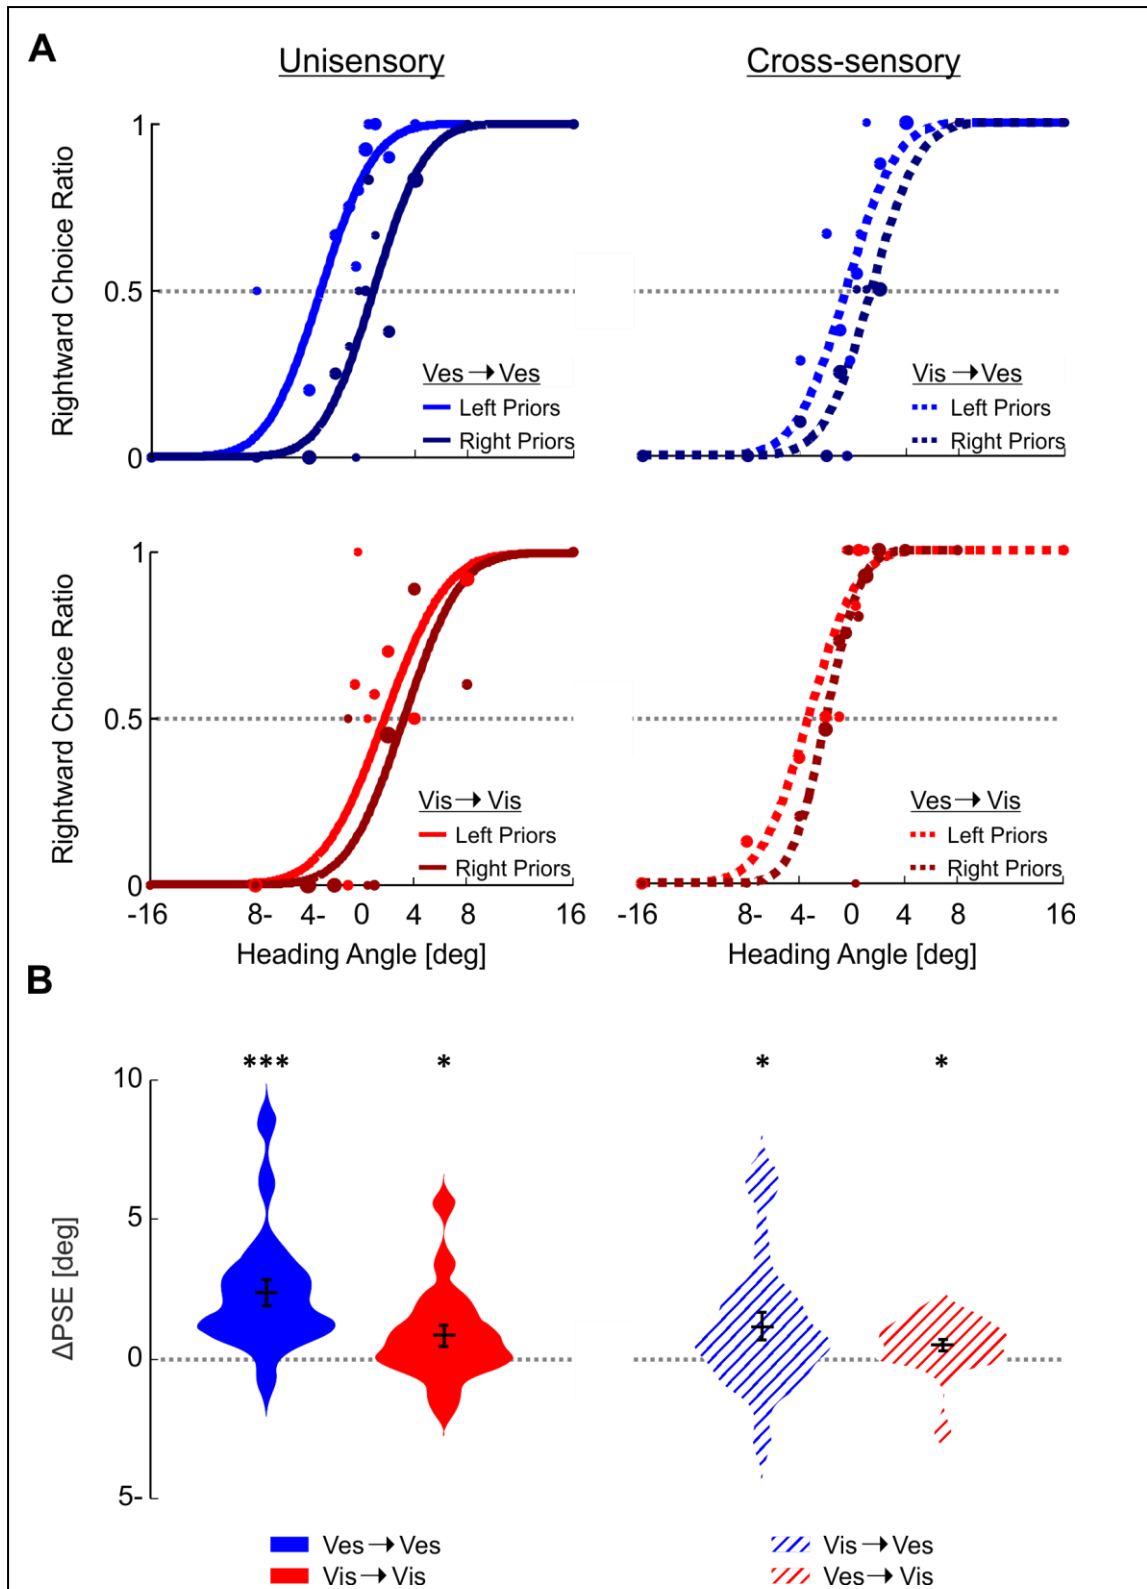 A
Unisensory
Cross-sensory
1
Rightward Choice Ratio
0.5
Ves → Ves
Left Priors
Right Priors
0
Vis → Ves
Left Priors
Right Priors
1
Rightward Choice Ratio
0.5
Vis → Vis
Left Priors
Right Priors
0
-16 8- 4- 0 4 8 16
Heading Angle [deg]
Ves → Vis
Left Priors
Right Priors
-16 8- 4- 0 4 8 16
Heading Angle [deg]
B
*** * * *
10
5
ΔPSE [deg]
0
5-
Ves → Ves
Vis → Vis
Vis → Ves
Ves → Vis